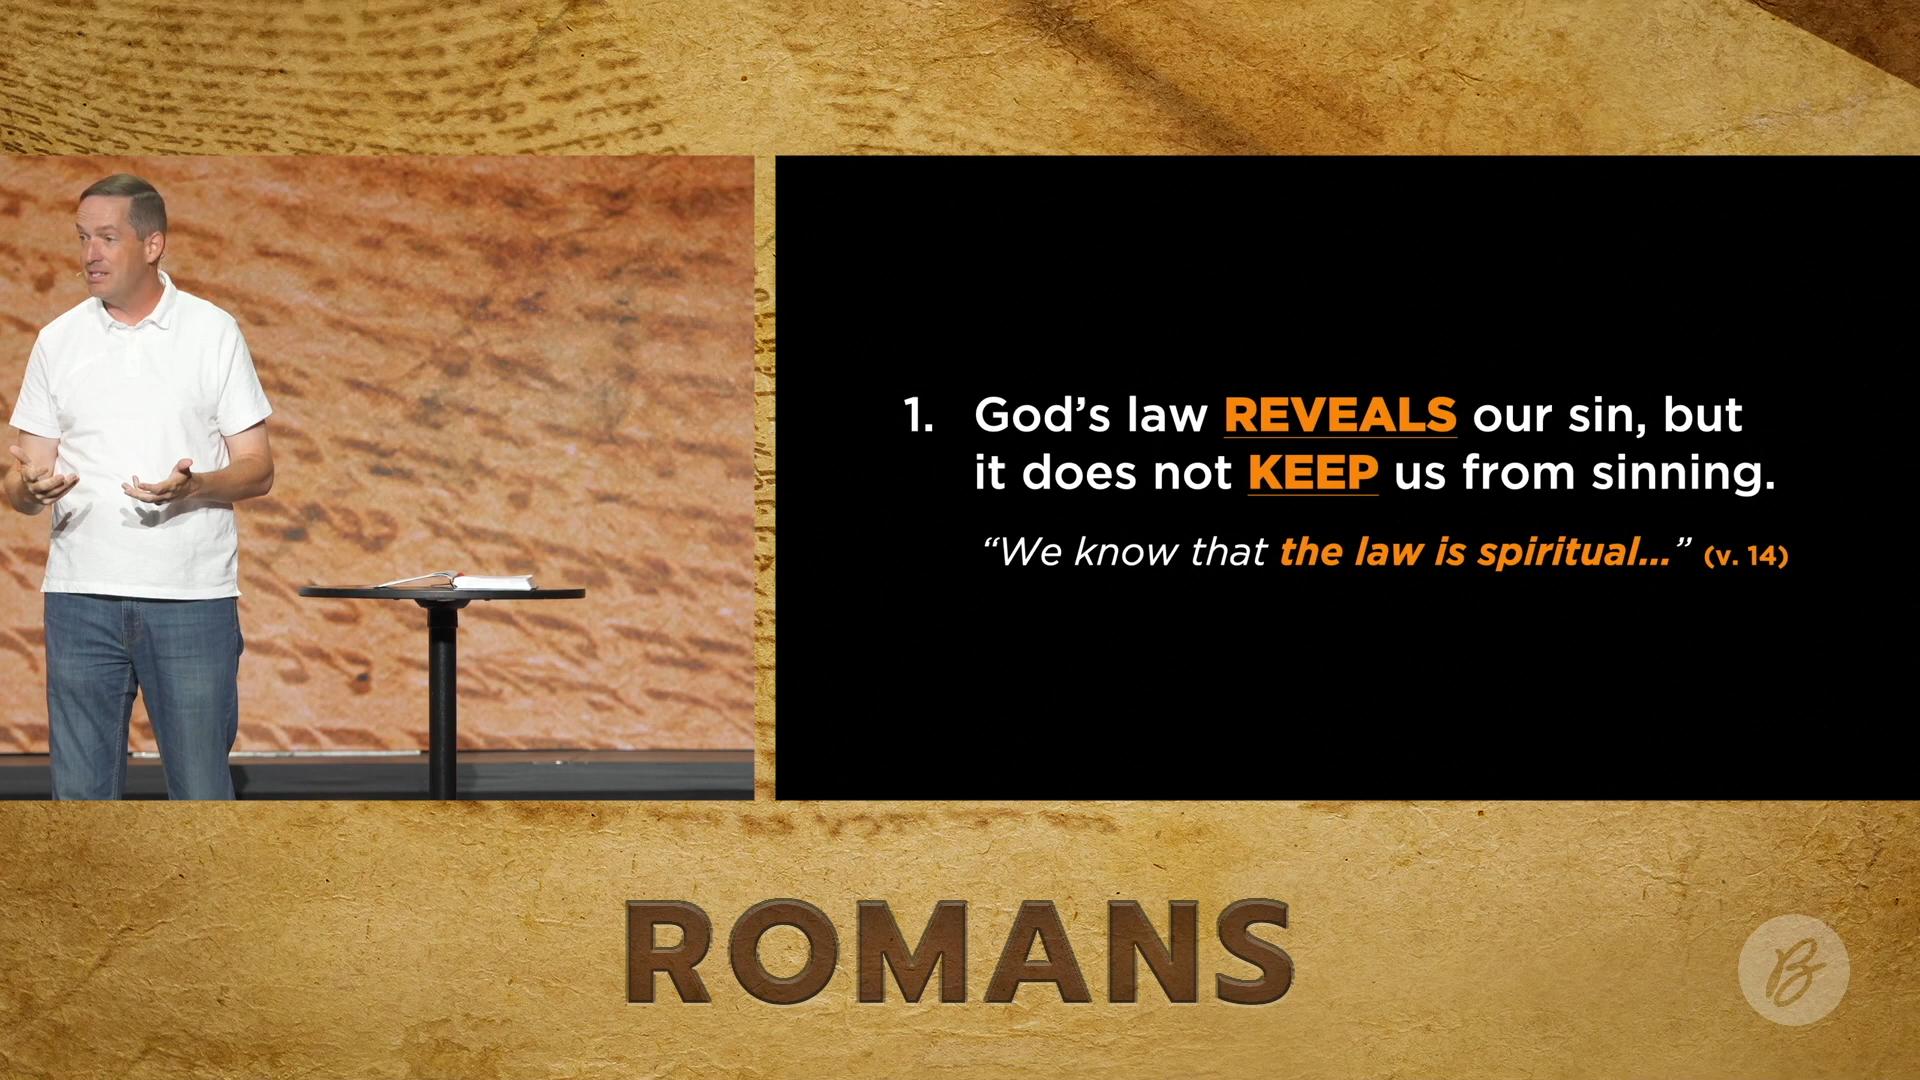 1. God’s law REVEALS our sin, but
it does not KEEP us from sinning.
“We know that the law is spiritual...” (v. 14)
ROMANS
B